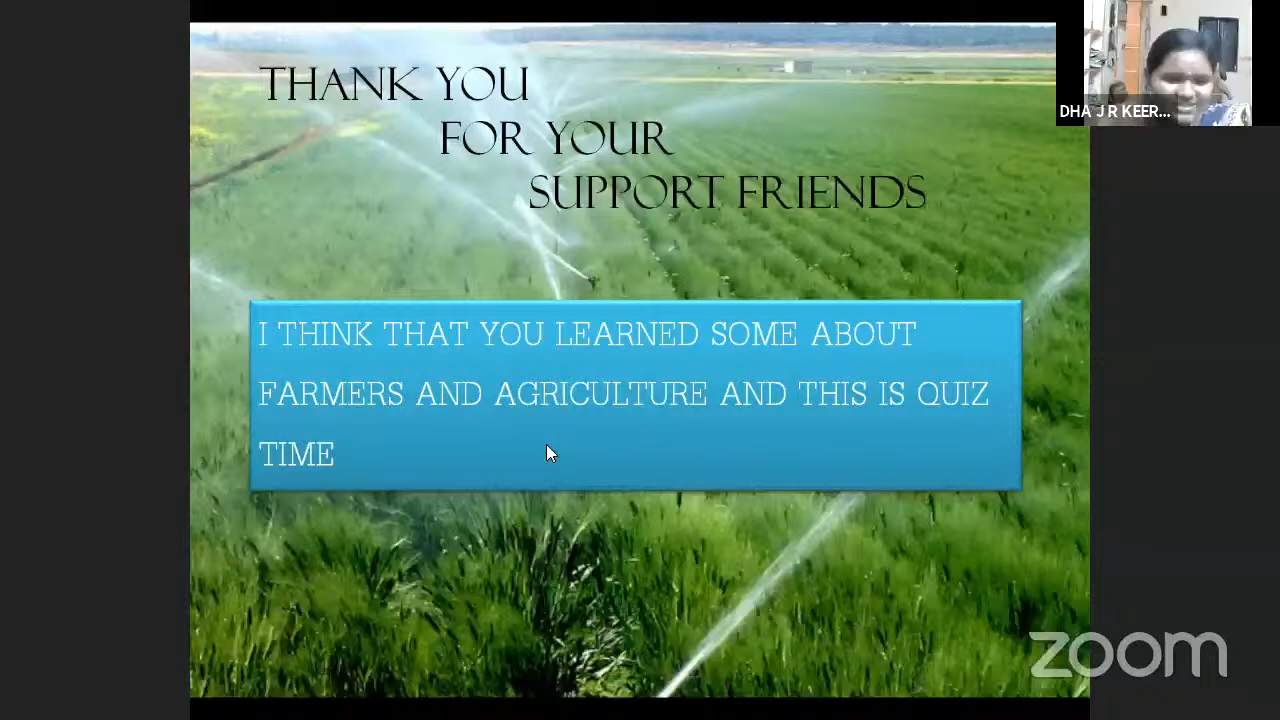 THANK YOU
FOR YOUR
SUPPORT FRIENDS
I THINK THAT YOU LEARNED SOME ABOUT
FARMERS AND AGRICULTURE AND THIS IS QUIZ
TIME
DHA J R KEER...
zoom